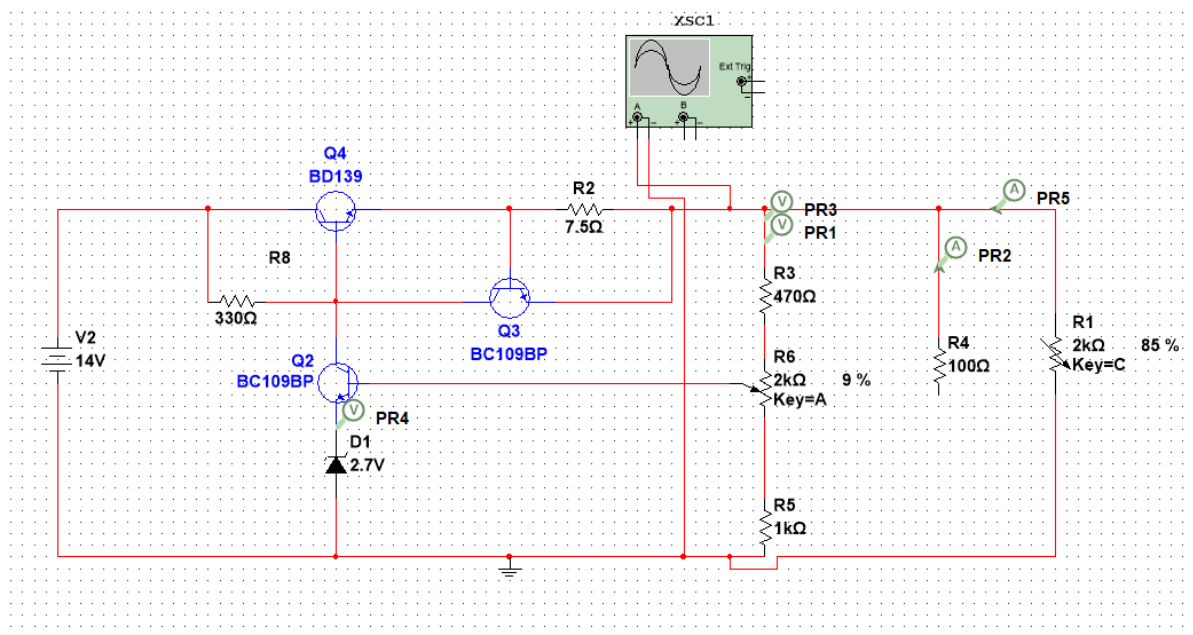 xsc1
Ext Trig
+
−
A
B
+ −
+ −
Q4
BD139
R2
7.5Ω
V
PR3
V
PR1
A
PR5
A
PR2
R8
330Ω
R3
470Ω
Q3
BC109BP
V2
14V
Q2
BC109BP
R6
2kΩ 9 %
Key=A
R4
100Ω
R1
2kΩ 85 %
Key=C
V
PR4
D1
2.7V
R5
1kΩ